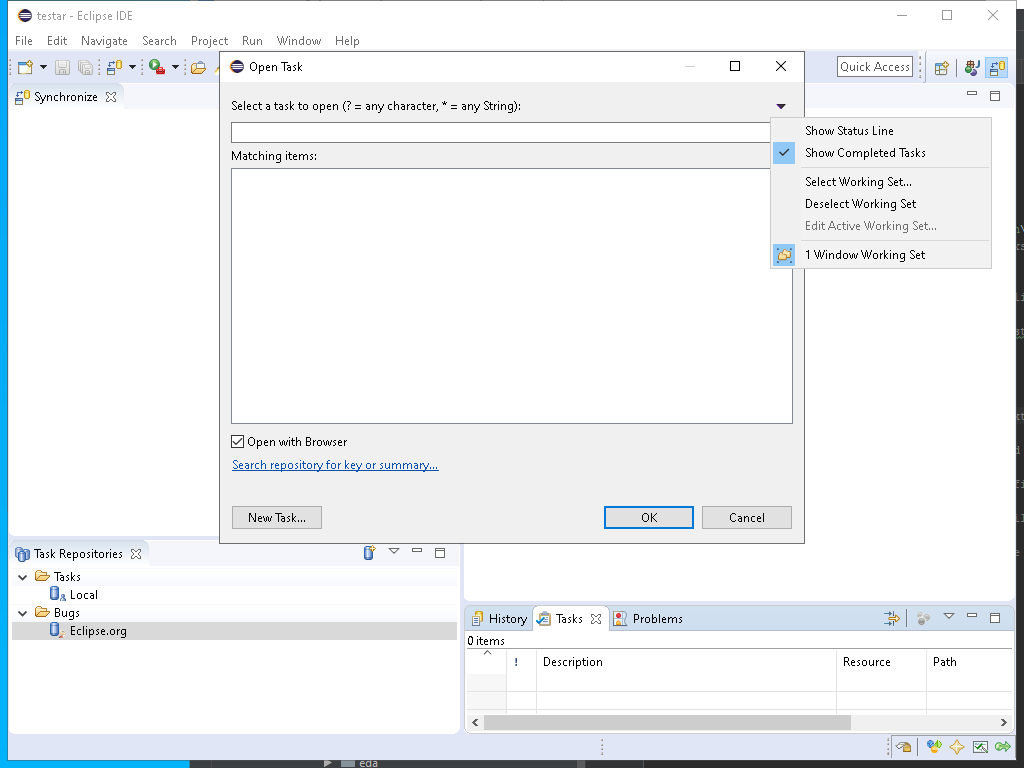 testar - Eclipse IDE
File Edit Navigate Search Project Run Window Help
Open Task
Quick Access
Synchronize
Select a task to open (? = any character, * = any String):
Matching items:
Show Status Line
Show Completed Tasks
Select Working Set...
Deselect Working Set
Edit Active Working Set...
1 Window Working Set
Open with Browser
Search repository for key or summary...
New Task... OK Cancel
Task Repositories
Tasks
Local
Bugs
Eclipse.org
History Tasks Problems
0 items
! Description Resource Path
eda